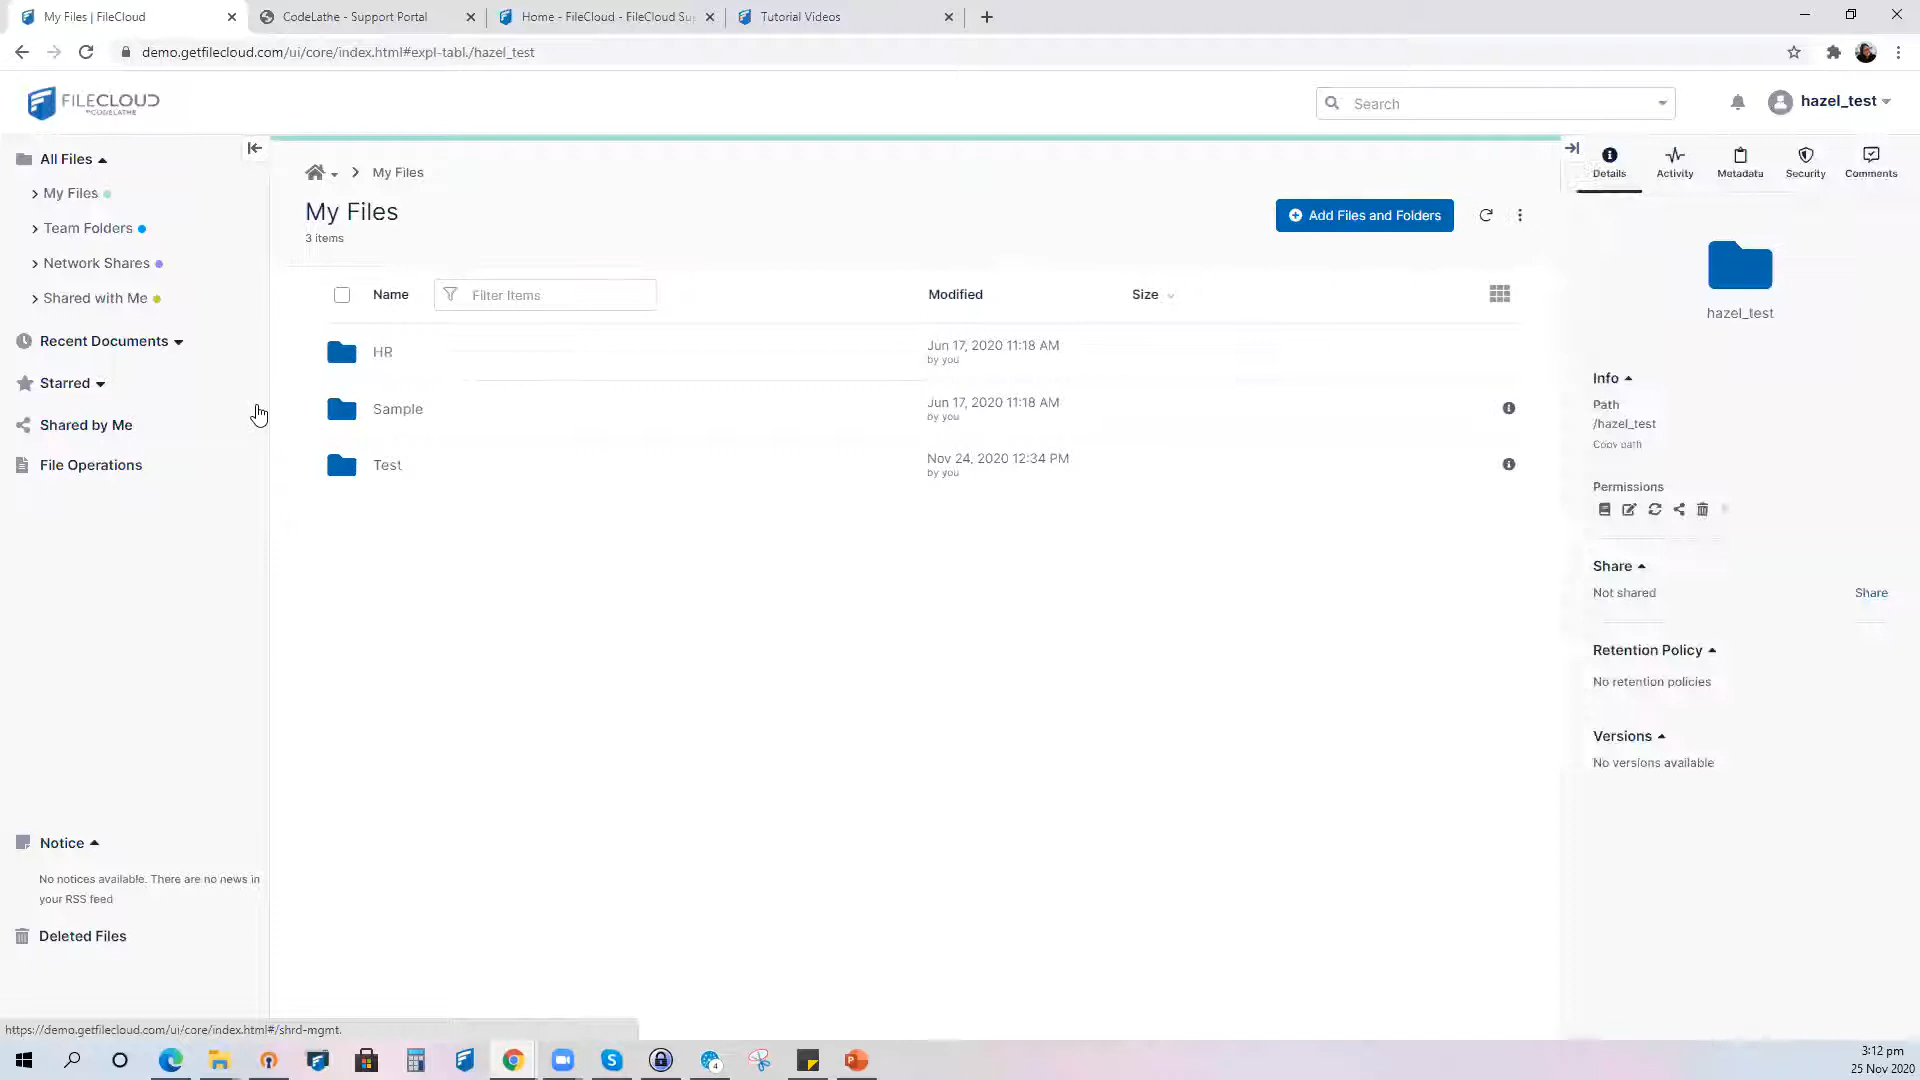 My Files | FileCloud
CodeLathe - Support Portal
Home - FileCloud - FileCloud Su
Tutorial Videos
demo.getfilecloud.com/ui/core/index.html#expl-tabl./hazel_test
FILECLOUD
BY CODELATHE
Search
hazel_test
All Files
My Files
Team Folders
Network Shares
Shared with Me
Recent Documents
Starred
Shared by Me
File Operations
Notice
No notices available. There are no news in
your RSS feed
Deleted Files
My Files
My Files
3 items
Add Files and Folders
Name
Filter Items
Modified
Size
HR
Jun 17, 2020 11:18 AM
by you
Sample
Jun 17, 2020 11:18 AM
by you
Test
Nov 24, 2020 12:34 PM
by you
Details
Activity
Metadata
Security
Comments
hazel_test
Info
Path
/hazel_test
Copy path
Permissions
Share
Not shared
Share
Retention Policy
No retention policies
Versions
No versions available
https://demo.getfilecloud.com/ui/core/index.html#/shrd-mgmt.
4
3:12 pm
25 Nov 2020